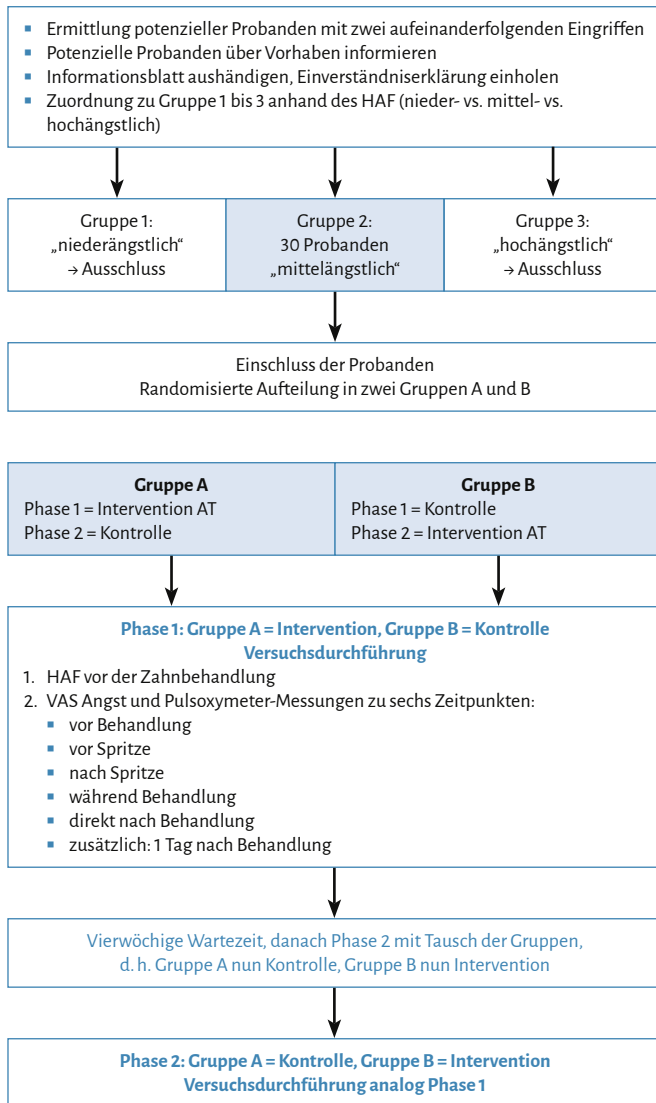 ▪ Ermittlung potenzieller Probanden mit zwei aufeinanderfolgenden Eingriffen
▪ Potenzielle Probanden über Vorhaben informieren
▪ Informationsblatt aushändigen, Einverständniserklärung einholen
▪ Zuordnung zu Gruppe 1 bis 3 anhand des HAF (nieder- vs. mittel- vs.
hochängstlich)
Gruppe 1:
„niederängstlich“
→ Ausschluss
Gruppe 2:
30 Probanden
„mittelängstlich“
Gruppe 3:
„hochängstlich“
→ Ausschluss
Einschluss der Probanden
Randomisierte Aufteilung in zwei Gruppen A und B
Gruppe A
Phase 1 = Intervention AT
Phase 2 = Kontrolle
Gruppe B
Phase 1 = Kontrolle
Phase 2 = Intervention AT
Phase 1: Gruppe A = Intervention, Gruppe B = Kontrolle
Versuchsdurchführung
1. HAF vor der Zahnbehandlung
2. VAS Angst und Pulsoxymeter-Messungen zu sechs Zeitpunkten:
▪ vor Behandlung
▪ vor Spritze
▪ nach Spritze
▪ während Behandlung
▪ direkt nach Behandlung
▪ zusätzlich: 1 Tag nach Behandlung
Vierwöchige Wartezeit, danach Phase 2 mit Tausch der Gruppen,
d. h. Gruppe A nun Kontrolle, Gruppe B nun Intervention
Phase 2: Gruppe A = Kontrolle, Gruppe B = Intervention
Versuchsdurchführung analog Phase 1